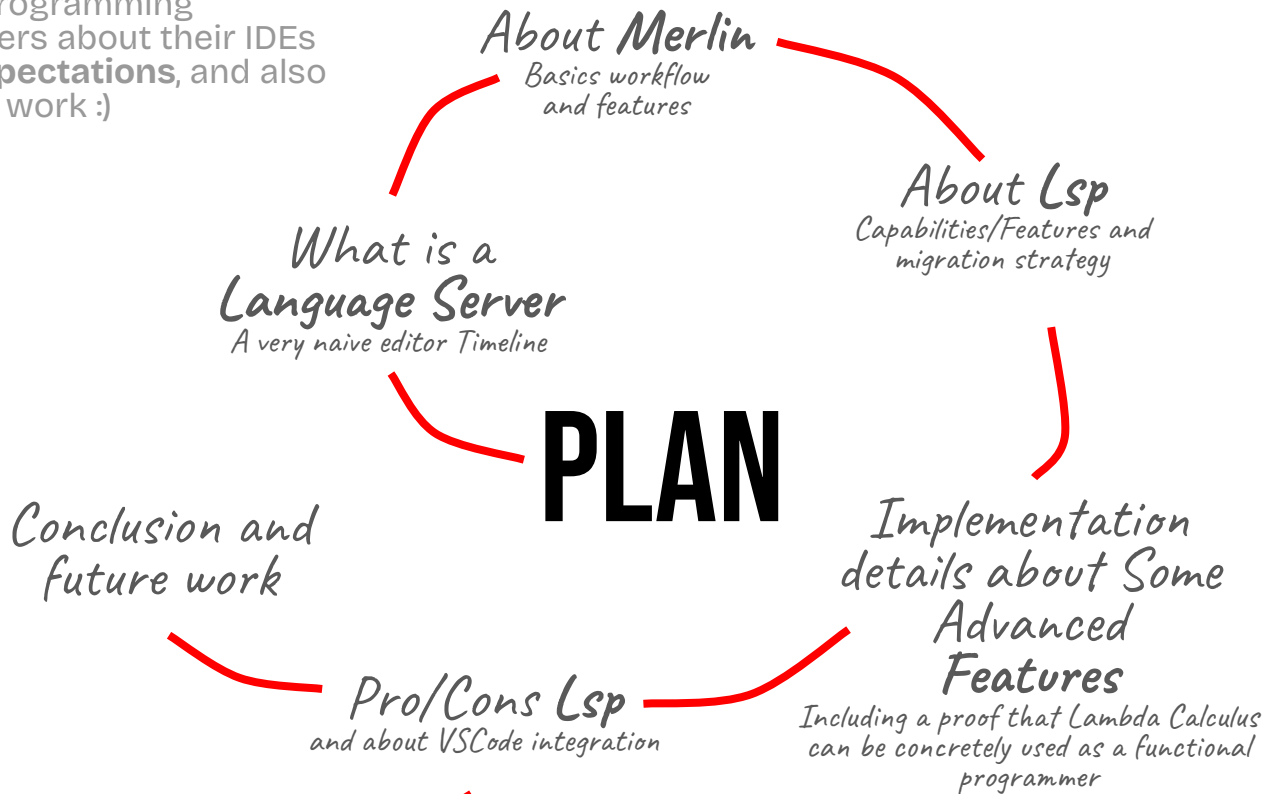 rogramming
ers about their IDEs
pectations, and also
work :)
About Merlin
Basics workflow
and features
About Lsp
Capabilities/Features and
migration strategy
What is a
Language Server
A very naive editor Timeline
PLAN
Implementation
details about Some
Advanced
Features
Including a proof that Lambda Calculus
can be concretely used as a functional
programmer
Pro/Cons Lsp
and about VSCode integration
Conclusion and
future work